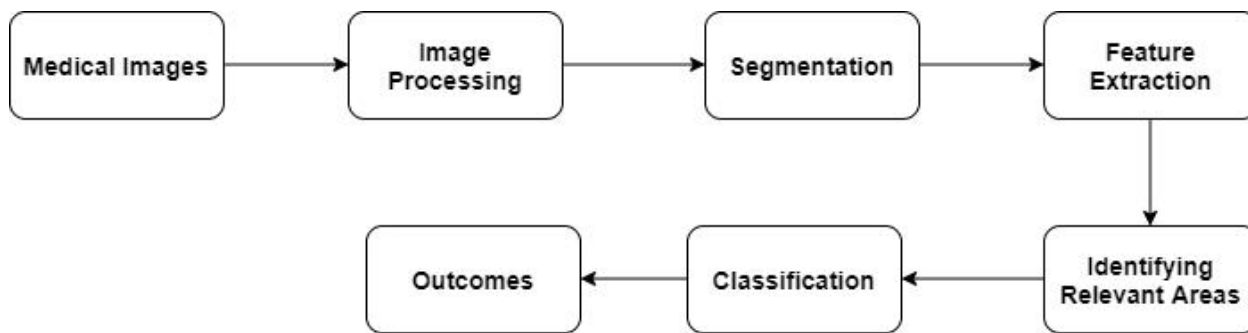 Medical Images
Image
Processing
Segmentation
Feature
Extraction
Identifying
Relevant Areas
Classification
Outcomes